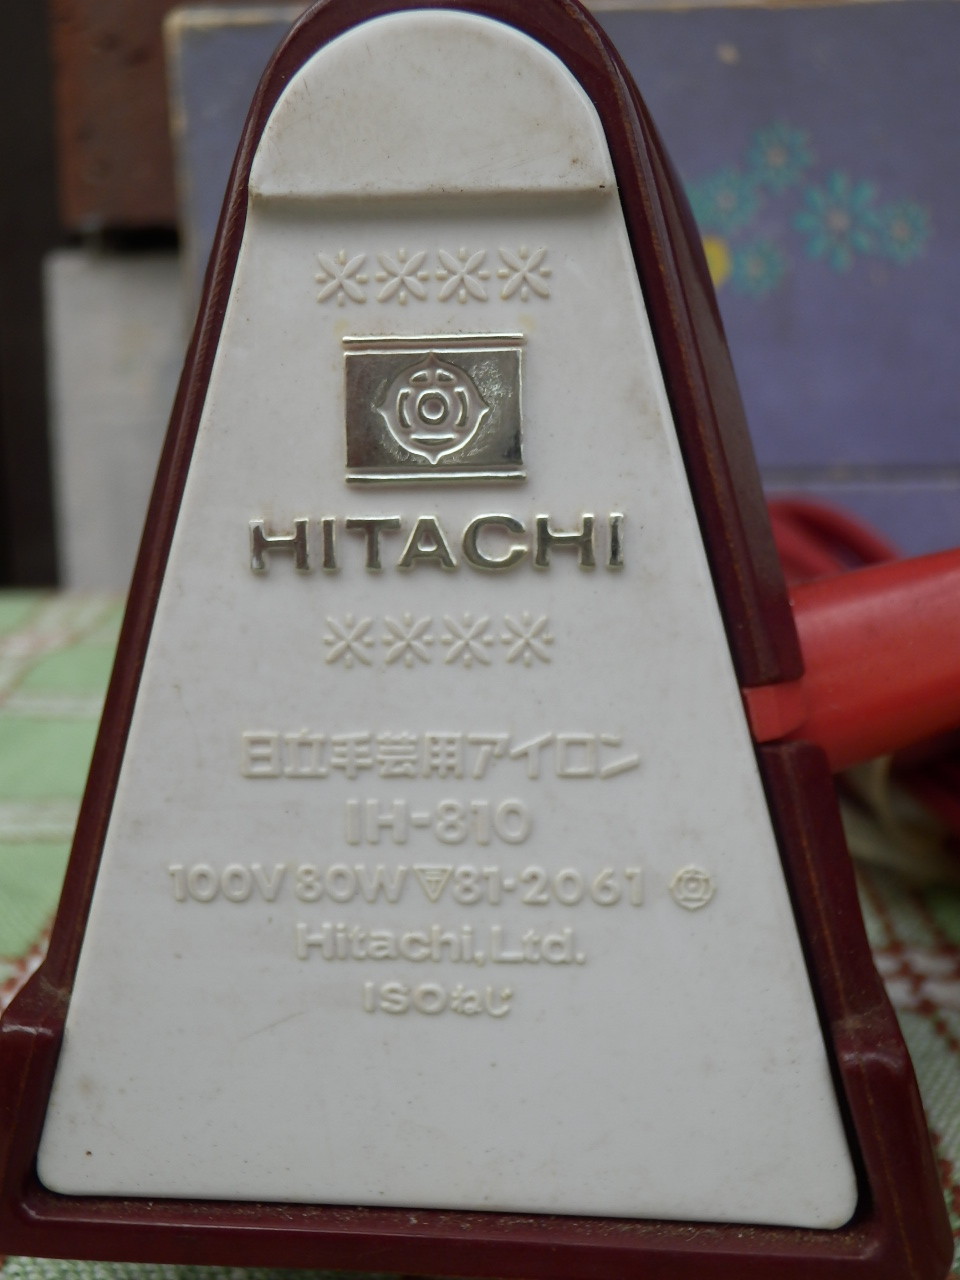 HITACHI
日立手芸用アイロン
IH-810
100V 80W ▽81-2061
Hitachi, Ltd.
ISOねじ